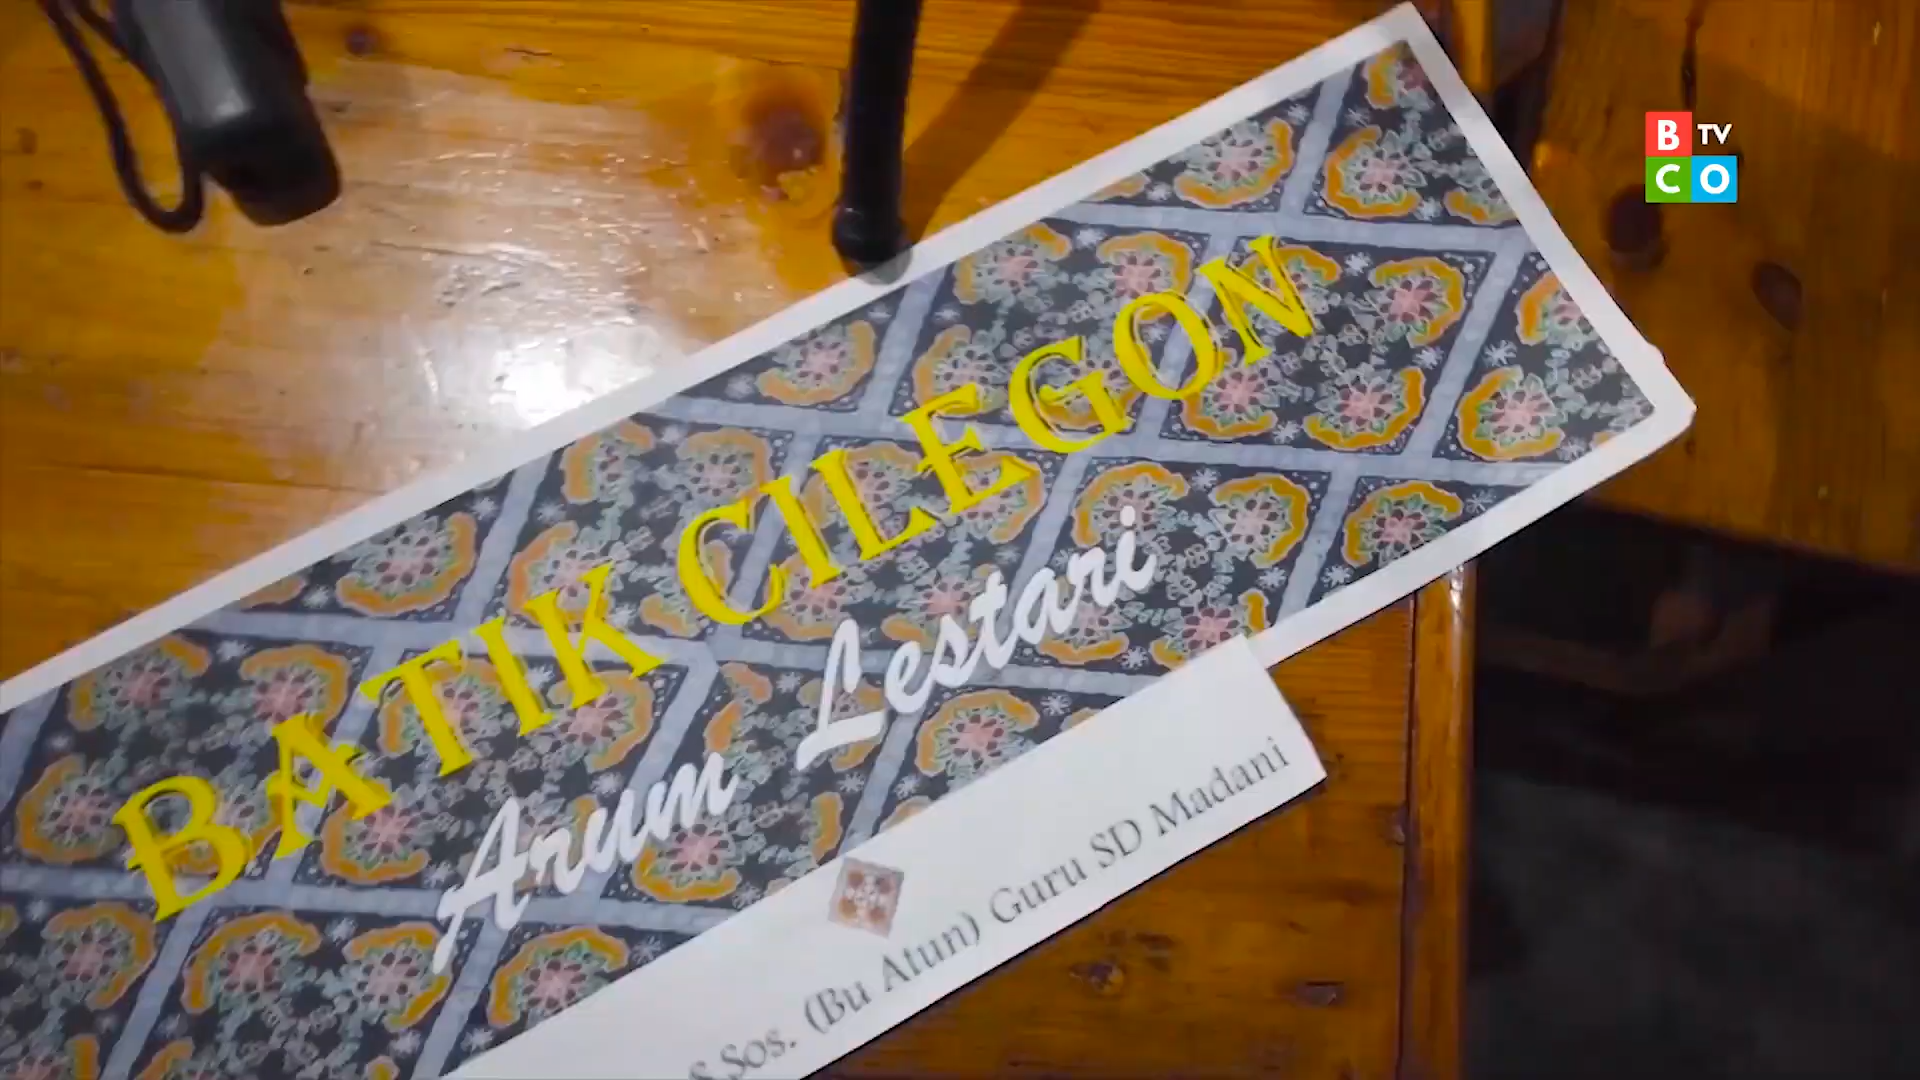 BTV
CO
BATIK CILEGON
Arum Lestari
S.Sos. (Bu Atun) Guru SD Madani